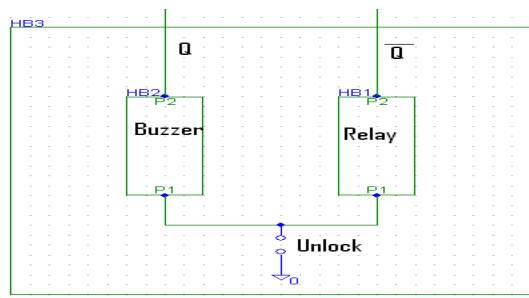 HB3
Q Q̅
HB2 HB1
P2 P2
Buzzer Relay
P1 P1
Unlock
0